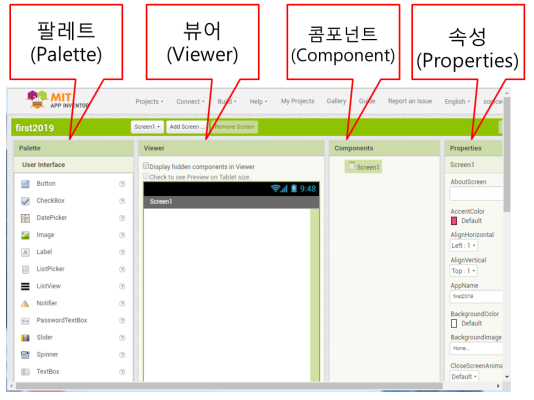 팔레트
(Palette)
뷰어
(Viewer)
콤포넌트
(Component)
속성
(Properties)
MIT
APP INVENTOR
Projects
Connect
Build
Help
My Projects
Gallery
Guide
Report an Issue
English
first2019
Screen1
Add Screen ...
Remove Screen
Palette
Viewer
Components
Properties
User Interface
Button
CheckBox
DatePicker
Image
Label
ListPicker
ListView
Notifier
PasswordTextBox
Slider
Spinner
TextBox
Display hidden components in Viewer
Check to see Preview on Tablet size.
9:48
Screen1
Screen1
Screen1
AboutScreen
AccentColor
Default
AlignHorizontal
Left : 1
AlignVertical
Top : 1
AppName
first2019
BackgroundColor
Default
BackgroundImage
None...
CloseScreenAnima
Default